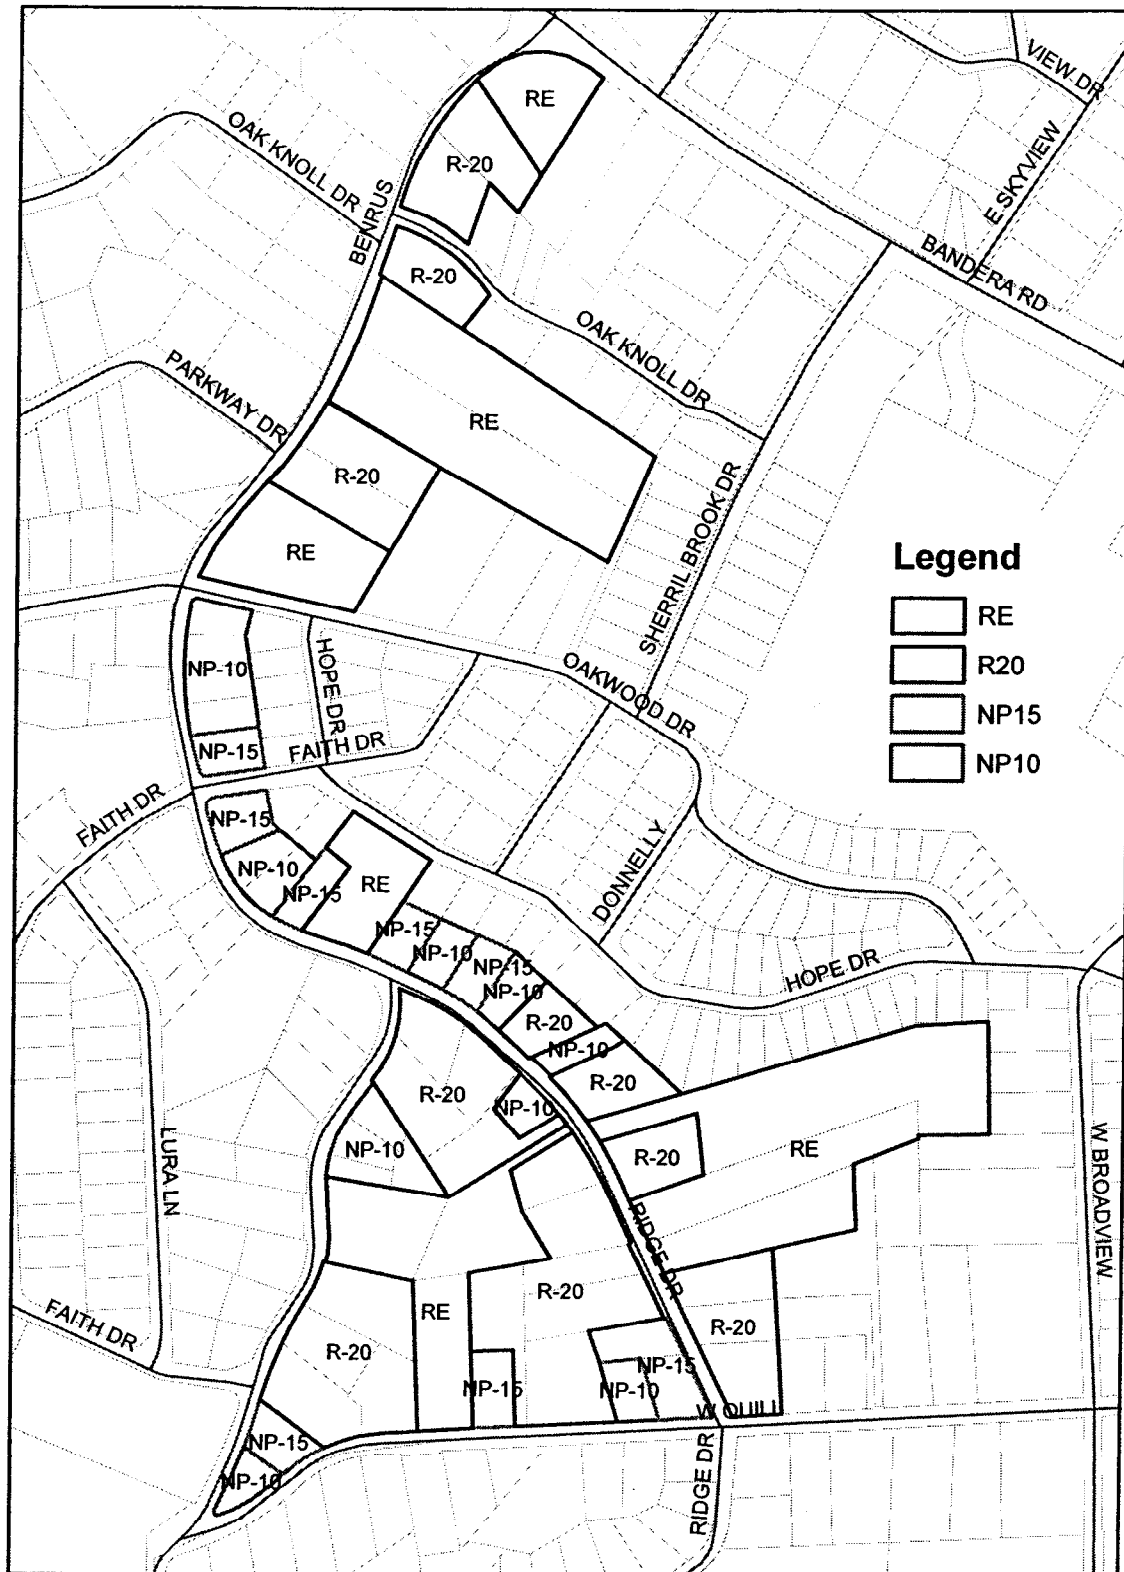 VIEW DR
RE
OAK KNOLL DR
R-20
E SKYVIEW
BENRUS
BANDERA RD
R-20
OAK KNOLL DR
PARKWAY DR
RE
R-20
SHERRIL BROOK DR
RE
Legend
RE
R20
NP15
NP10
HOPE DR
NP-10
OAKWOOD DR
NP-15
FAITH DR
FAITH DR
NP-15
DONNELLY
NP-10
NP-15
RE
NP-15
NP-10
NP-15
NP-10
HOPE DR
R-20
NP-10
R-20
R-20
NP-10
NP-10
R-20
RE
LURA LN
W BROADVIEW
RIDGE DR
R-20
RE
FAITH DR
R-20
R-20
NP-15
NP-15
NP-10
W QUILL
NP-15
NP-10
RIDGE DR